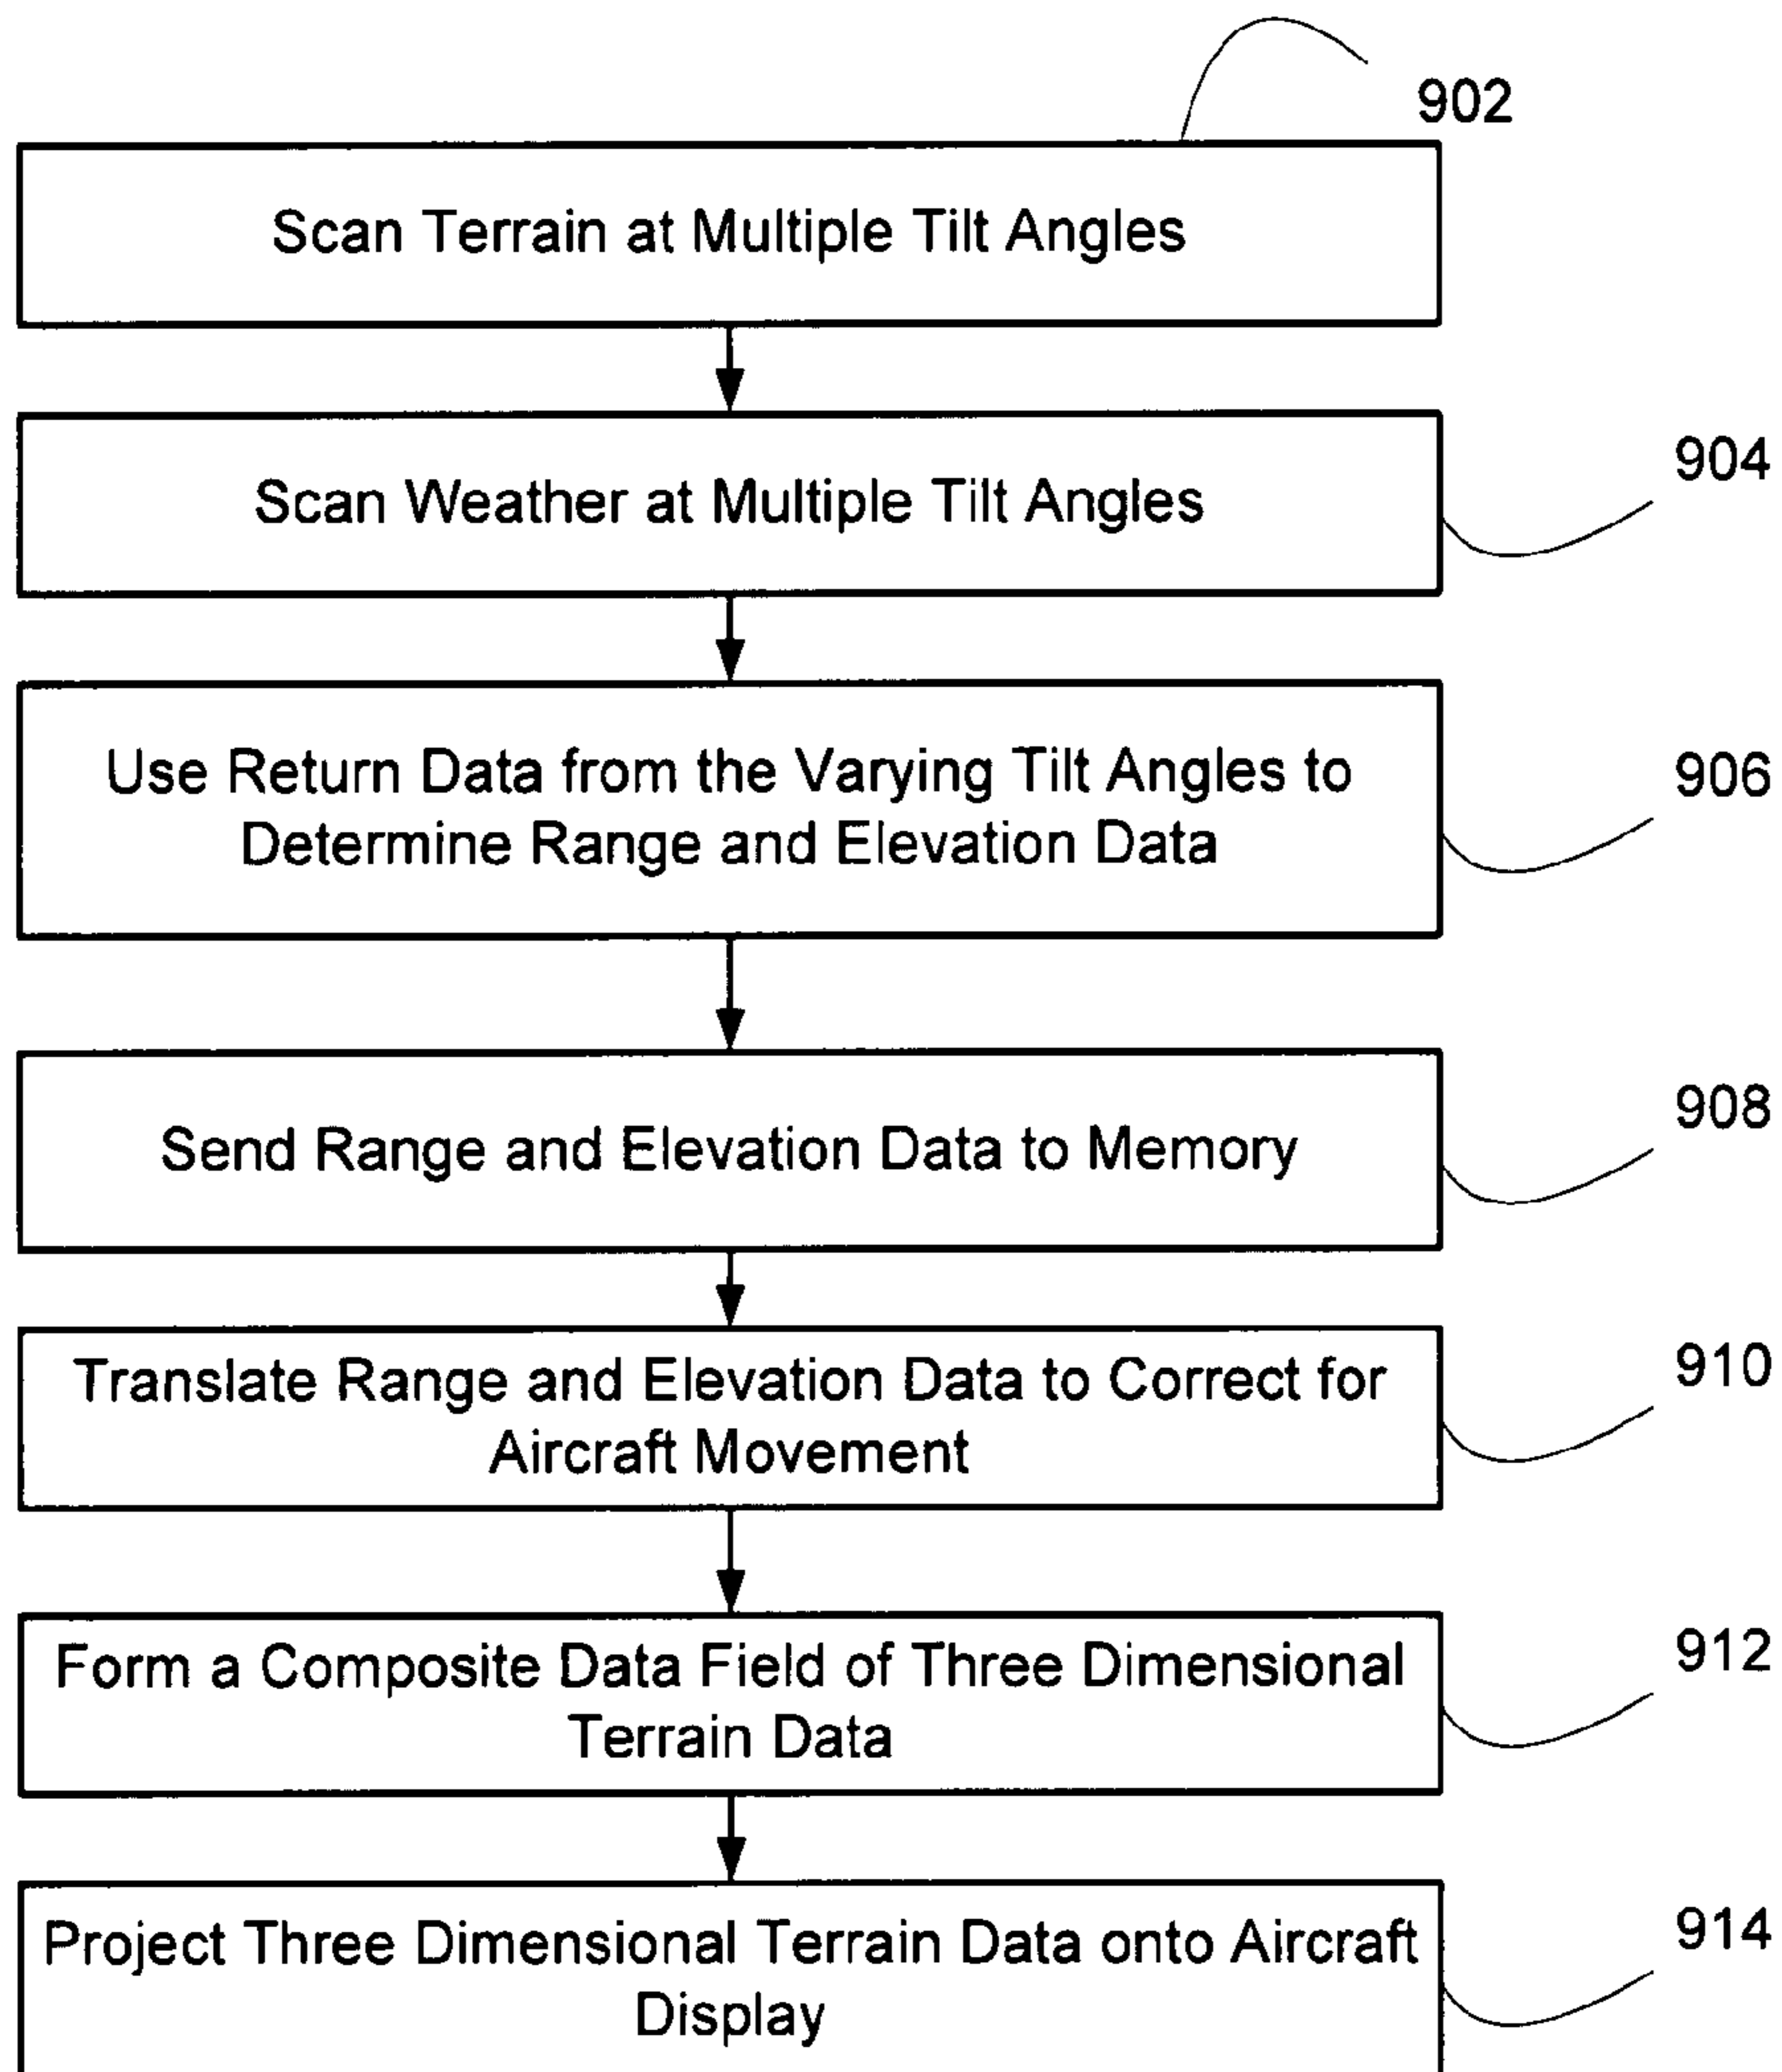 902
Scan Terrain at Multiple Tilt Angles
904
Scan Weather at Multiple Tilt Angles
906
Use Return Data from the Varying Tilt Angles to
Determine Range and Elevation Data
908
Send Range and Elevation Data to Memory
910
Translate Range and Elevation Data to Correct for
Aircraft Movement
912
Form a Composite Data Field of Three Dimensional
Terrain Data
914
Project Three Dimensional Terrain Data onto Aircraft
Display